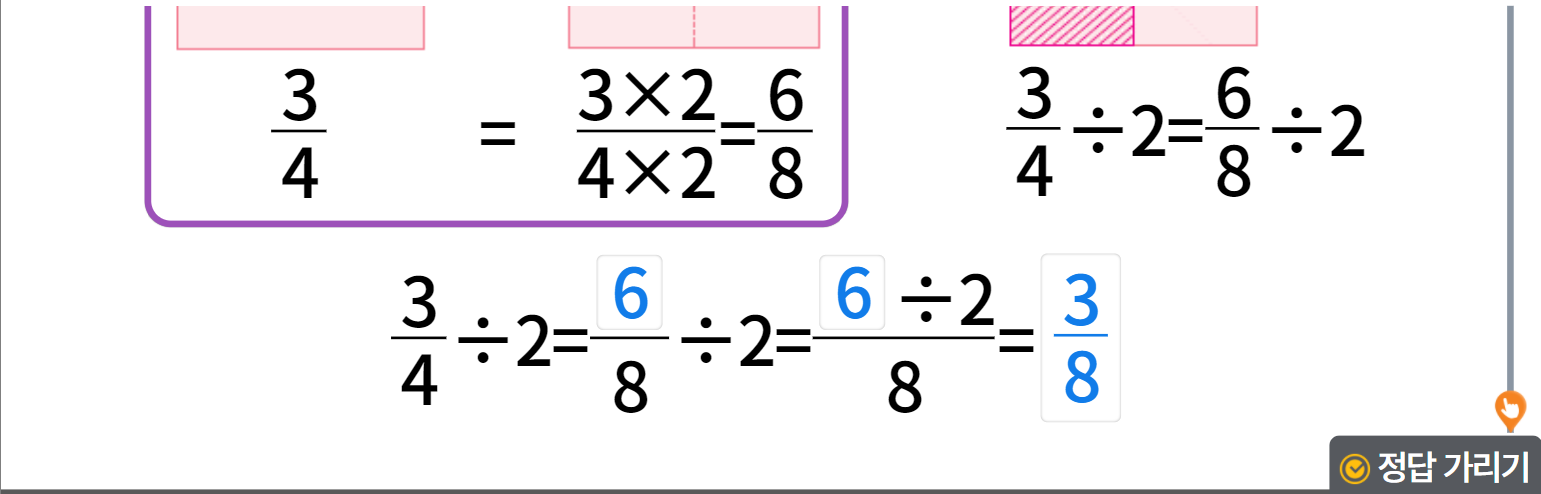 3/4 = 3×2/4×2 = 6/8
3/4 ÷2= 6/8 ÷2
3/4 ÷2= 6/8 ÷2= 6÷2/8 = 3/8
정답 가리기